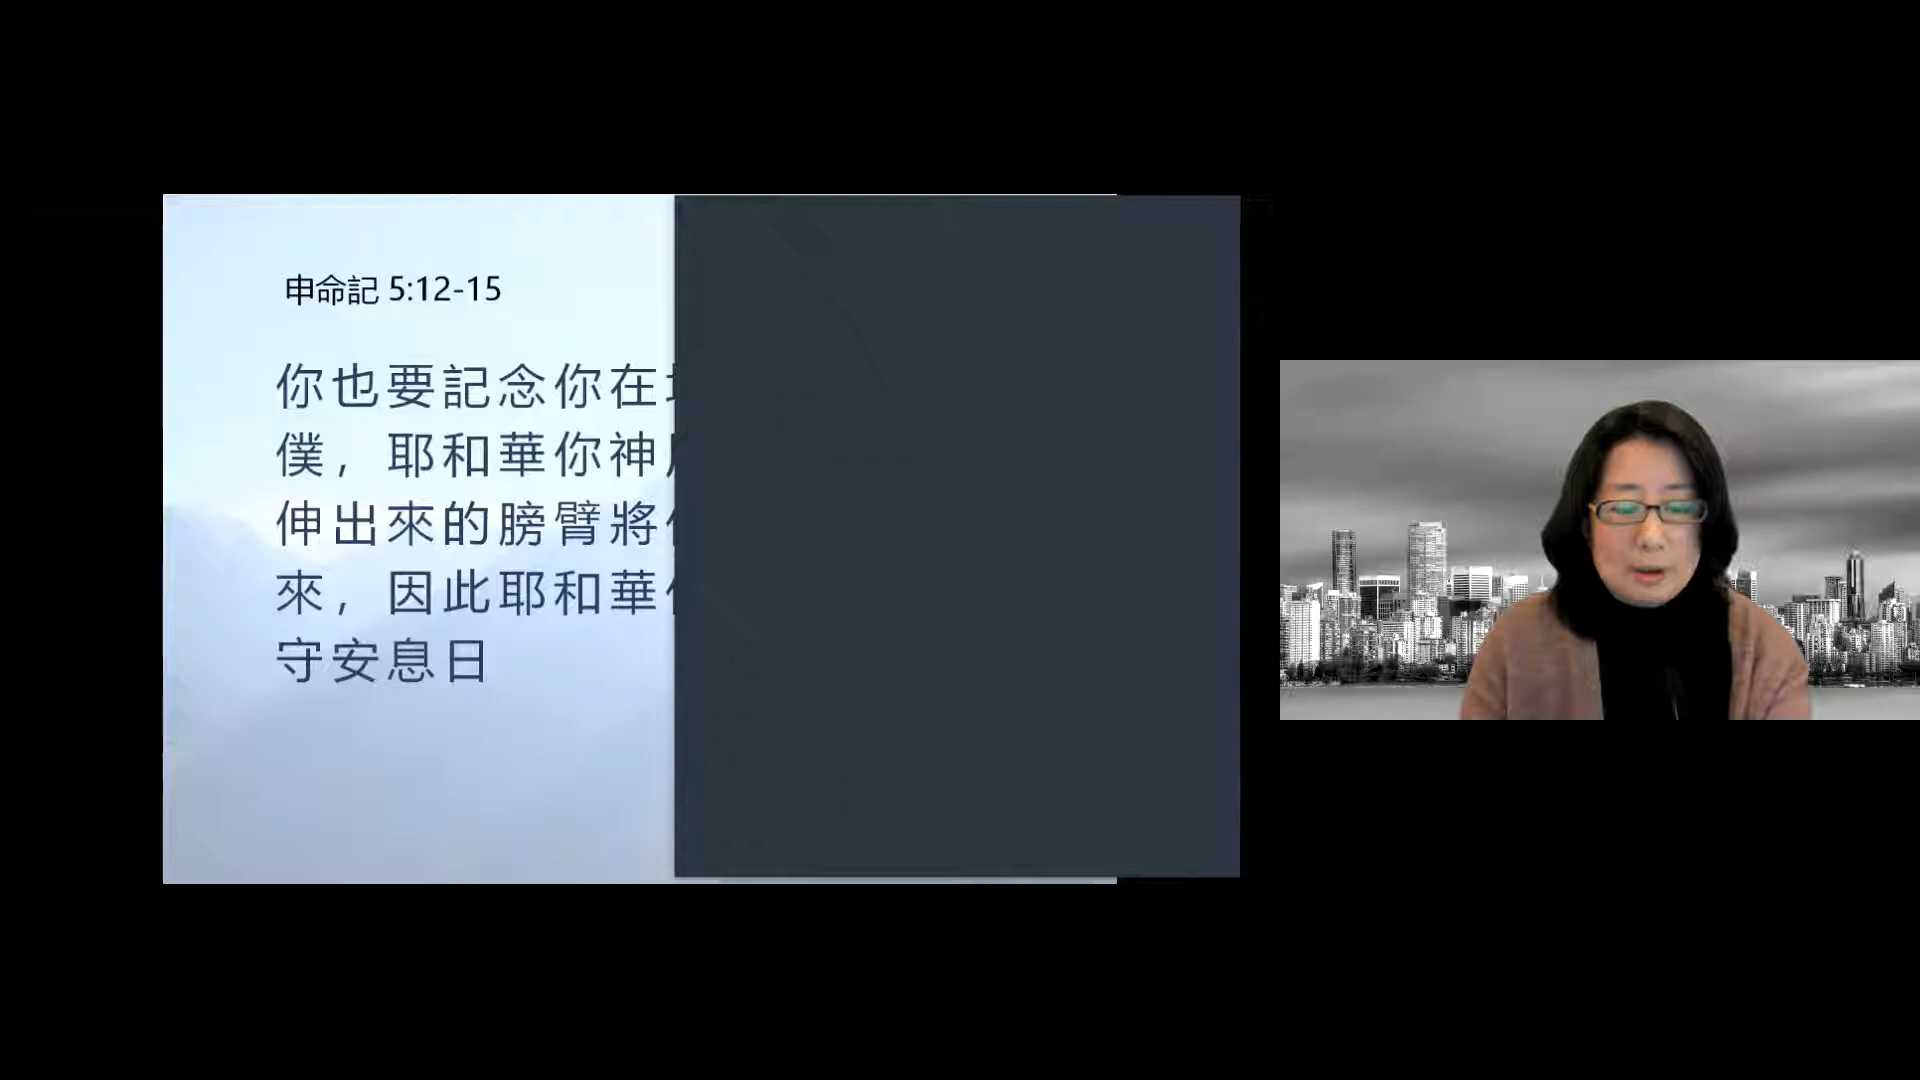 申命記 5:12-15
你也要記念你在
僕，耶和華你神
伸出來的膀臂將
來，因此耶和華
守安息日